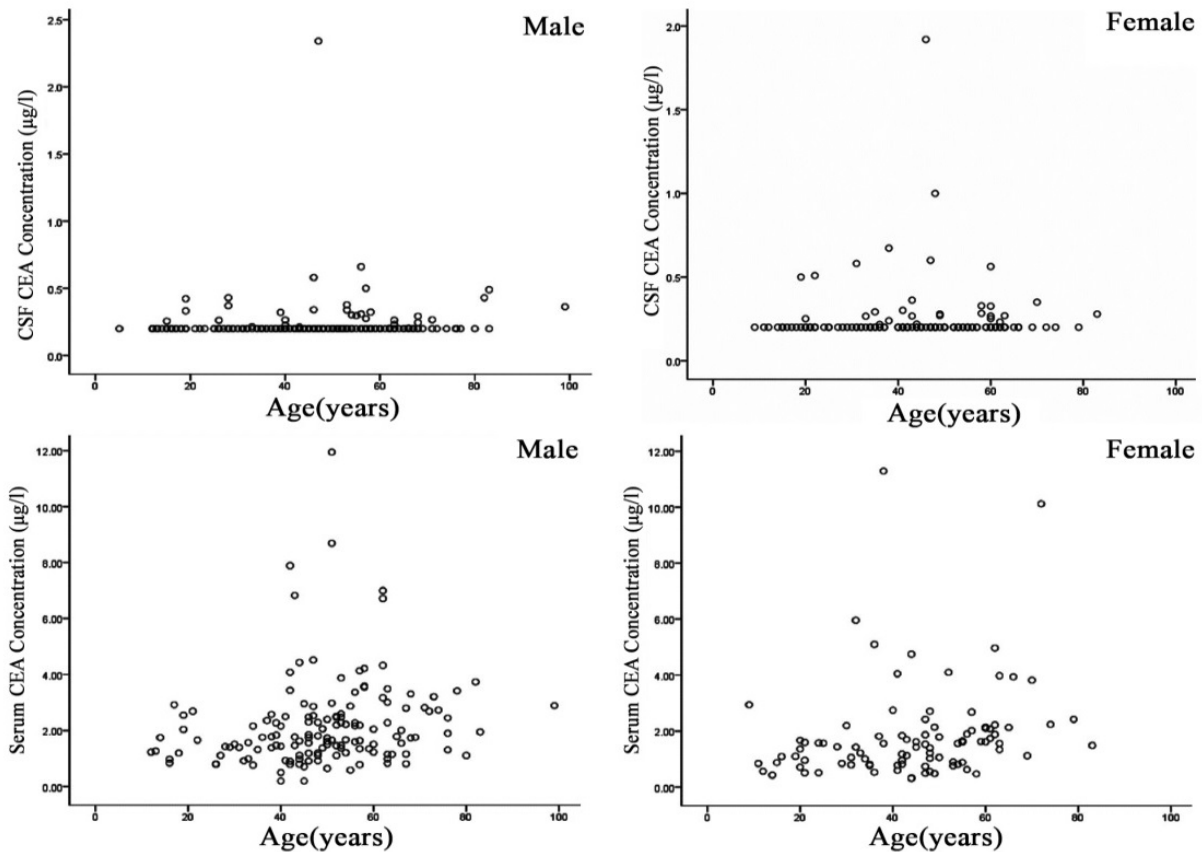 Male
CSF CEA Concentration (µg/l)
2.5
2.0
1.5
1.0
0.5
0.0
0 20 40 60 80 100
Age(years)
Female
CSF CEA Concentration (µg/l)
2.0
1.5
1.0
0.5
0.0
0 20 40 60 80 100
Age(years)
Male
Serum CEA Concentration (µg/l)
12.00
10.00
8.00
6.00
4.00
2.00
0.00
0 20 40 60 80 100
Age(years)
Female
Serum CEA Concentration (µg/l)
12.00
10.00
8.00
6.00
4.00
2.00
0.00
0 20 40 60 80 100
Age(years)